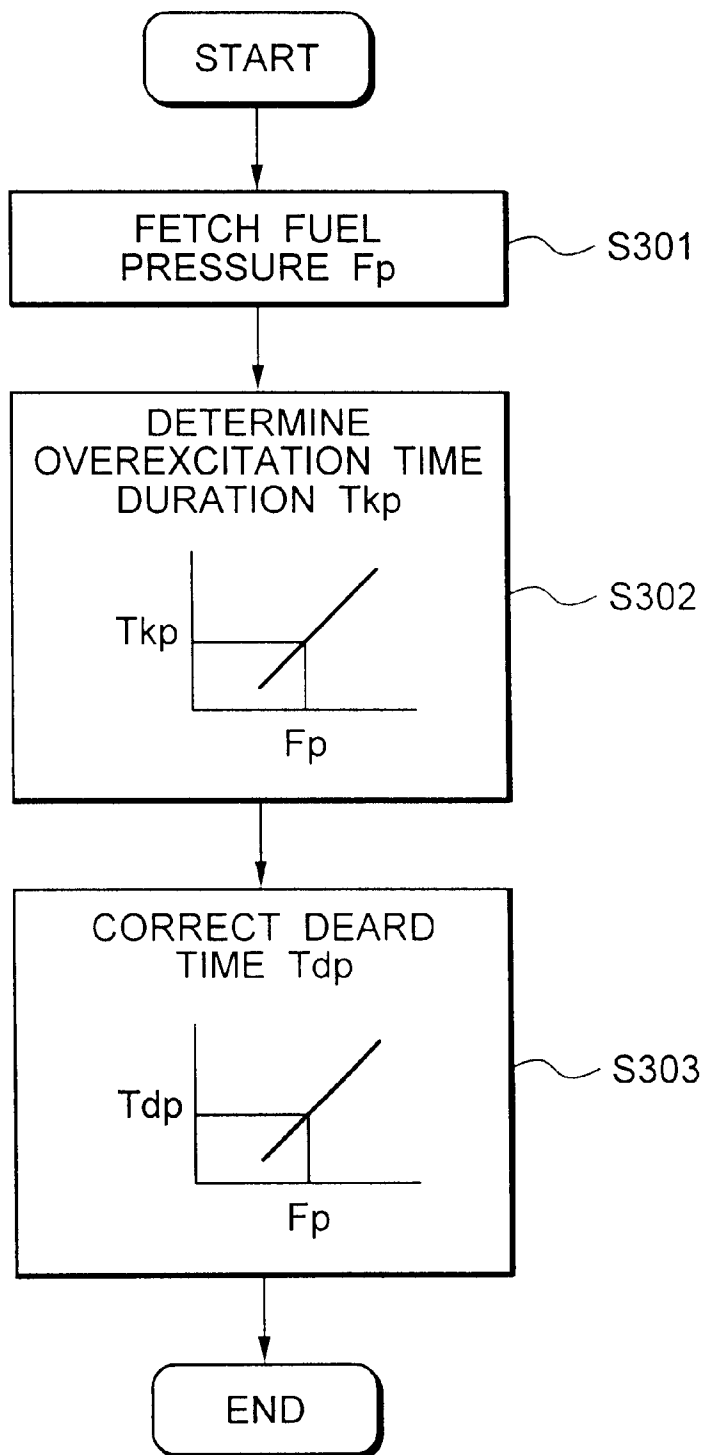 START
FETCH FUEL
PRESSURE Fp
S301
DETERMINE
OVEREXCITATION TIME
DURATION Tkp
Tkp
Fp
S302
CORRECT DEARD
TIME Tdp
Tdp
Fp
S303
END